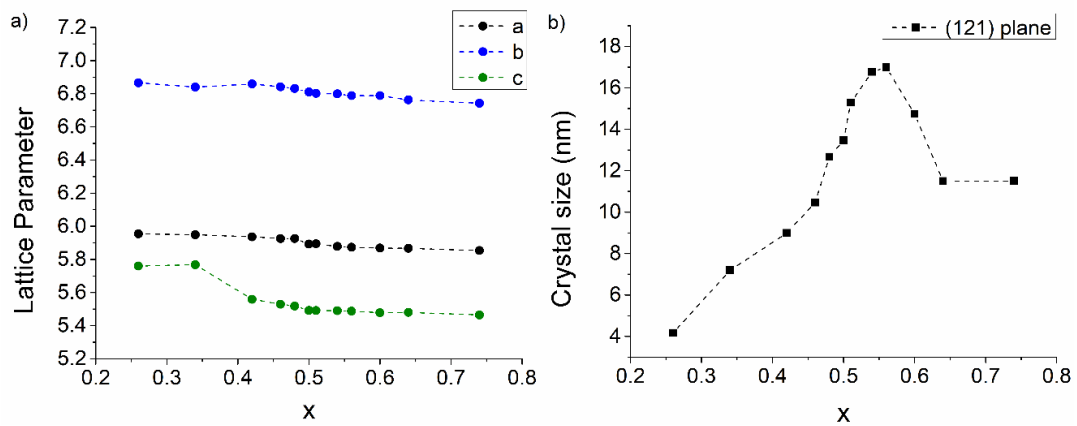 a)
7.2
7.0
6.8
6.6
6.4
6.2
6.0
5.8
5.6
5.4
5.2
0.2 0.3 0.4 0.5 0.6 0.7 0.8
Lattice Parameter
x
a
b
c
b)
(121) plane
18
16
14
12
10
8
6
4
0.2 0.3 0.4 0.5 0.6 0.7 0.8
Crystal size (nm)
x